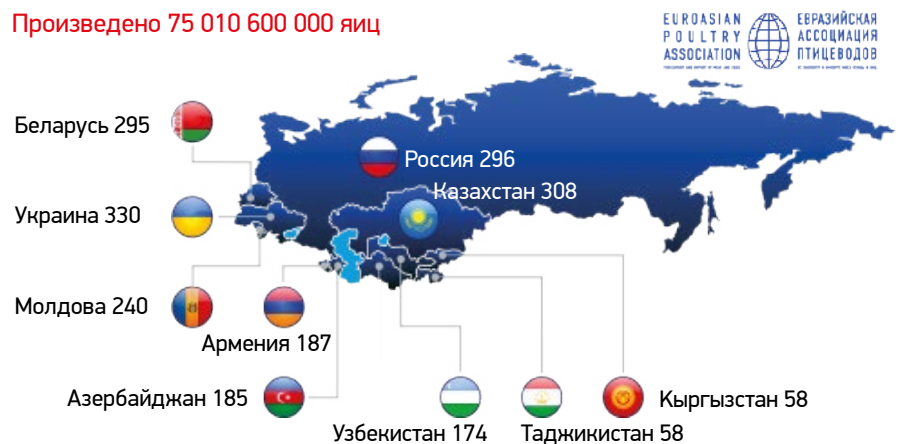 Произведено 75 010 600 000 яиц
EUROASIAN
POULTRY
ASSOCIATION
ЕВРАЗИЙСКАЯ
АССОЦИАЦИЯ
ПТИЦЕВОДОВ
Беларусь 295
Россия 296
Казахстан 308
Украина 330
Молдова 240
Армения 187
Азербайджан 185
Кыргызстан 58
Узбекистан 174
Таджикистан 58